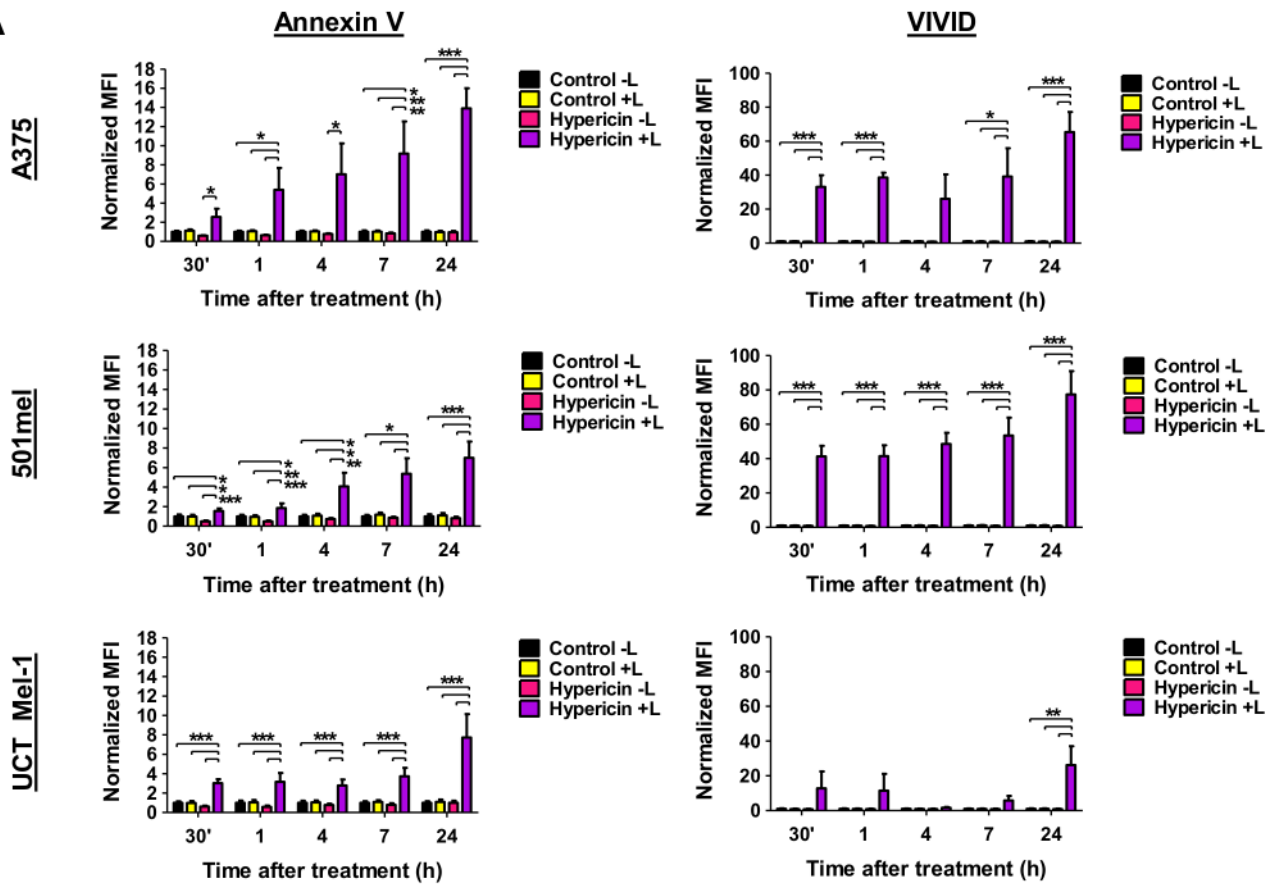 A
Annexin V
VIVID
A375
Normalized MFI
18
16
14
12
10
8
6
4
2
0
*
*
*
*
**
**
***
30' 1 4 7 24
Time after treatment (h)
Control -L
Control +L
Hypericin -L
Hypericin +L
Normalized MFI
100
80
60
40
20
0
***
***
*
***
30' 1 4 7 24
Time after treatment (h)
Control -L
Control +L
Hypericin -L
Hypericin +L
501mel
Normalized MFI
18
16
14
12
10
8
6
4
2
0
*
*
***
*
**
***
*
*
**
*
***
30' 1 4 7 24
Time after treatment (h)
Control -L
Control +L
Hypericin -L
Hypericin +L
Normalized MFI
100
80
60
40
20
0
***
***
***
***
***
30' 1 4 7 24
Time after treatment (h)
Control -L
Control +L
Hypericin -L
Hypericin +L
UCT Mel-1
Normalized MFI
18
16
14
12
10
8
6
4
2
0
***
***
***
***
***
30' 1 4 7 24
Time after treatment (h)
Control -L
Control +L
Hypericin -L
Hypericin +L
Normalized MFI
100
80
60
40
20
0
**
30' 1 4 7 24
Time after treatment (h)
Control -L
Control +L
Hypericin -L
Hypericin +L